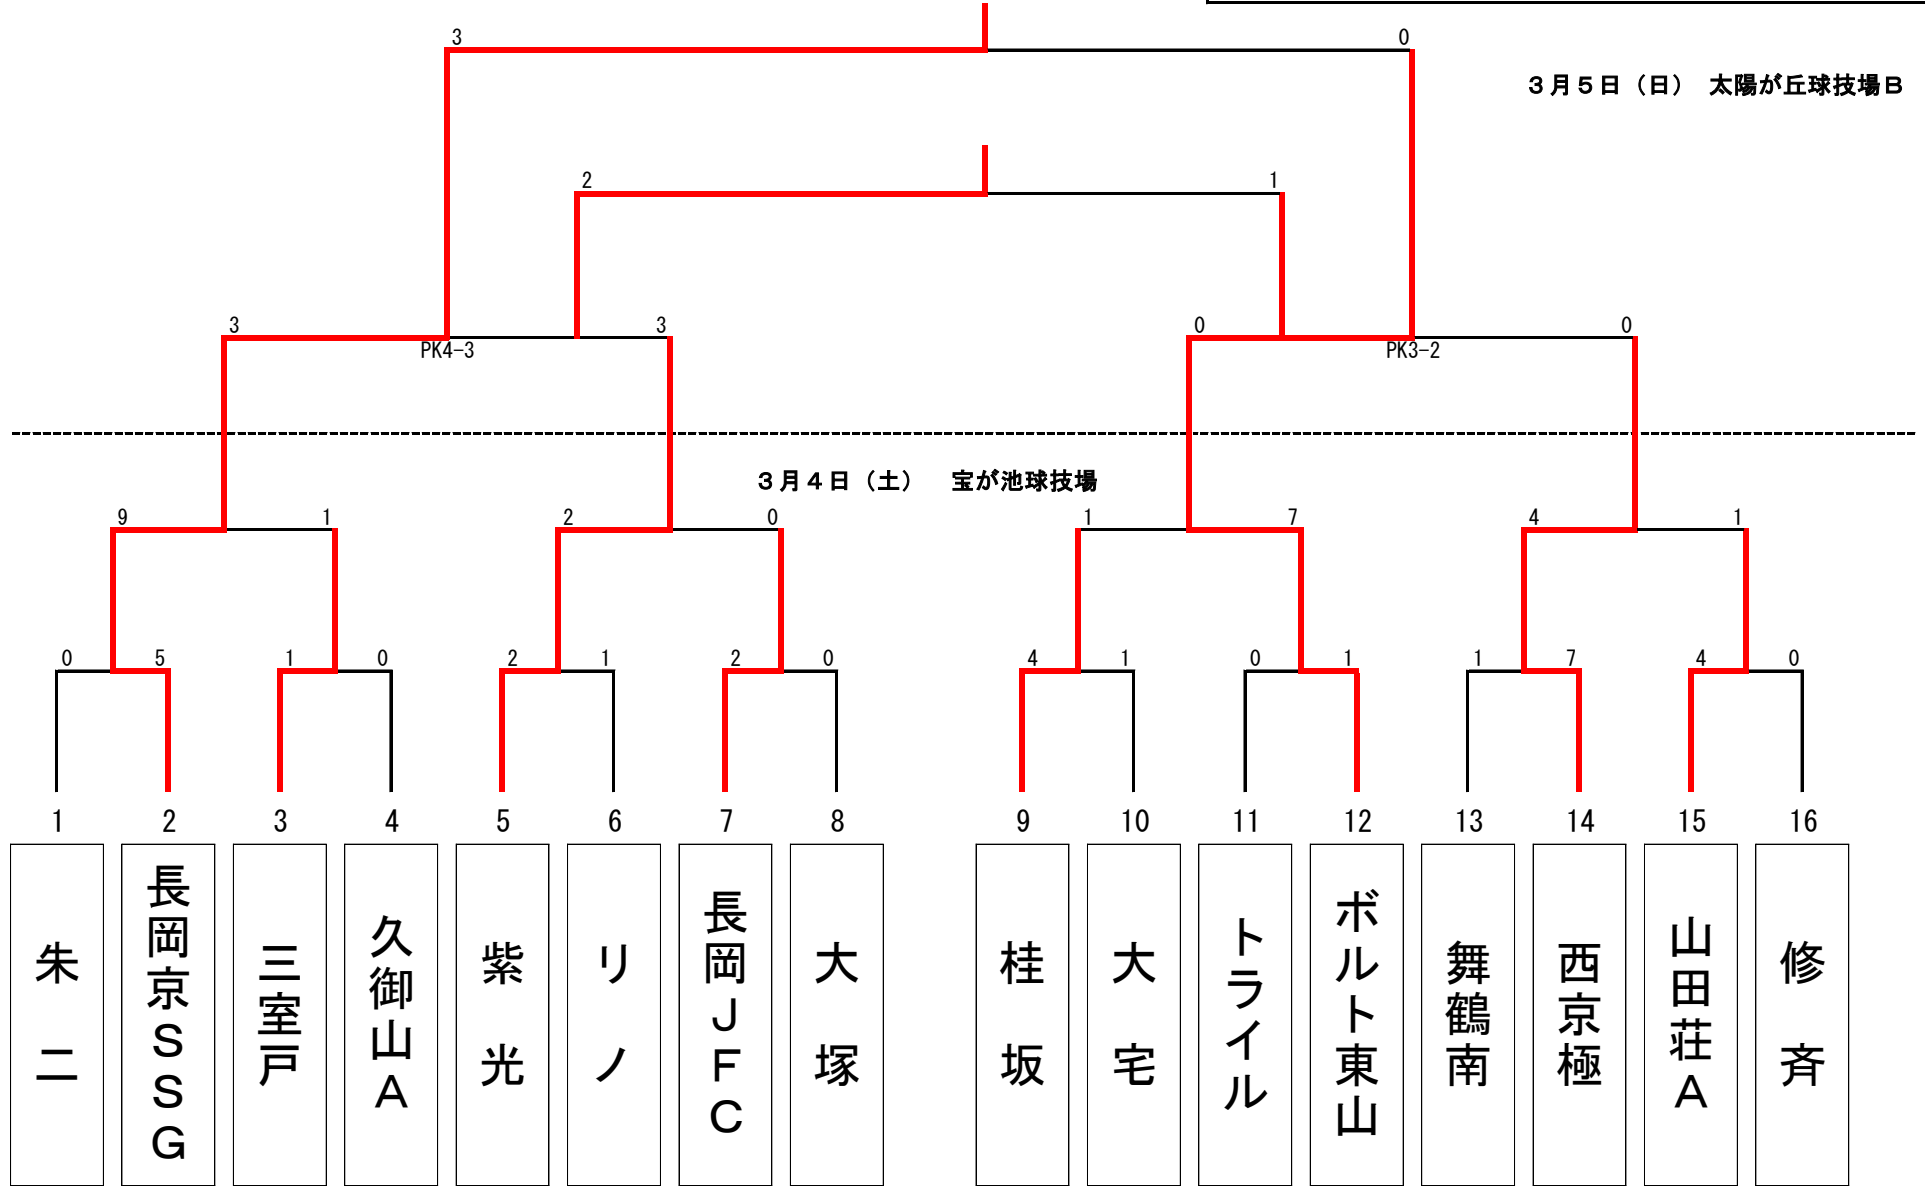 3 0
３月５日（日）　太陽が丘球技場Ｂ
2 1
3 3 0 0
PK4-3 PK3-2
３月４日（土）　宝が池球技場
9 1 2 0 1 7 4 1
0 5 1 0 2 1 2 0 4 1 0 1 1 7 4 0
1 2 3 4 5 6 7 8 9 10 11 12 13 14 15 16
朱二
長岡京ＳＳＧ
三室戸
久御山Ａ
紫光
リノ
長岡ＪＦＣ
大塚
桂坂
大宅
トライル
ボルト東山
舞鶴南
西京極
山田荘Ａ
修斉